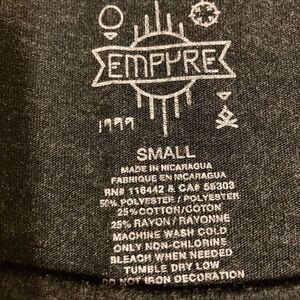 EMPYRE
1999
SMALL
MADE IN NICARAGUA
FABRIQUE EN NICARAGUA
RN# 116442 & CA# 55303
50% POLYESTER / POLYESTER
25% COTTON/COTON
25% RAYON / RAYONNE
MACHINE WASH COLD
ONLY NON-CHLORINE
BLEACH WHEN NEEDED
TUMBLE DRY LOW
DO NOT IRON DECORATION